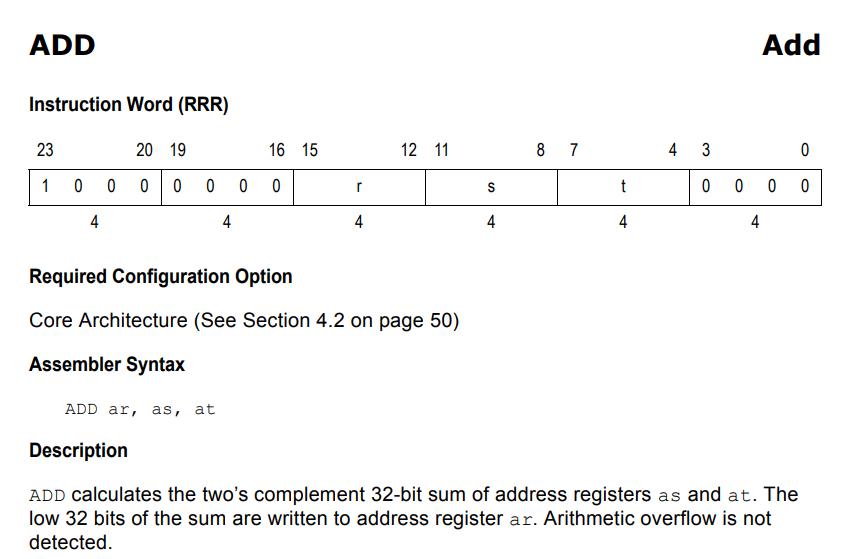 ADD Add
Instruction Word (RRR)
23 20 19 16 15 12 11 8 7 4 3 0
1 0 0 0 0 0 0 0 r s t 0 0 0 0
4 4 4 4 4 4
Required Configuration Option
Core Architecture (See Section 4.2 on page 50)
Assembler Syntax
ADD ar, as, at
Description
ADD calculates the two’s complement 32-bit sum of address registers as and at. The
low 32 bits of the sum are written to address register ar. Arithmetic overflow is not
detected.